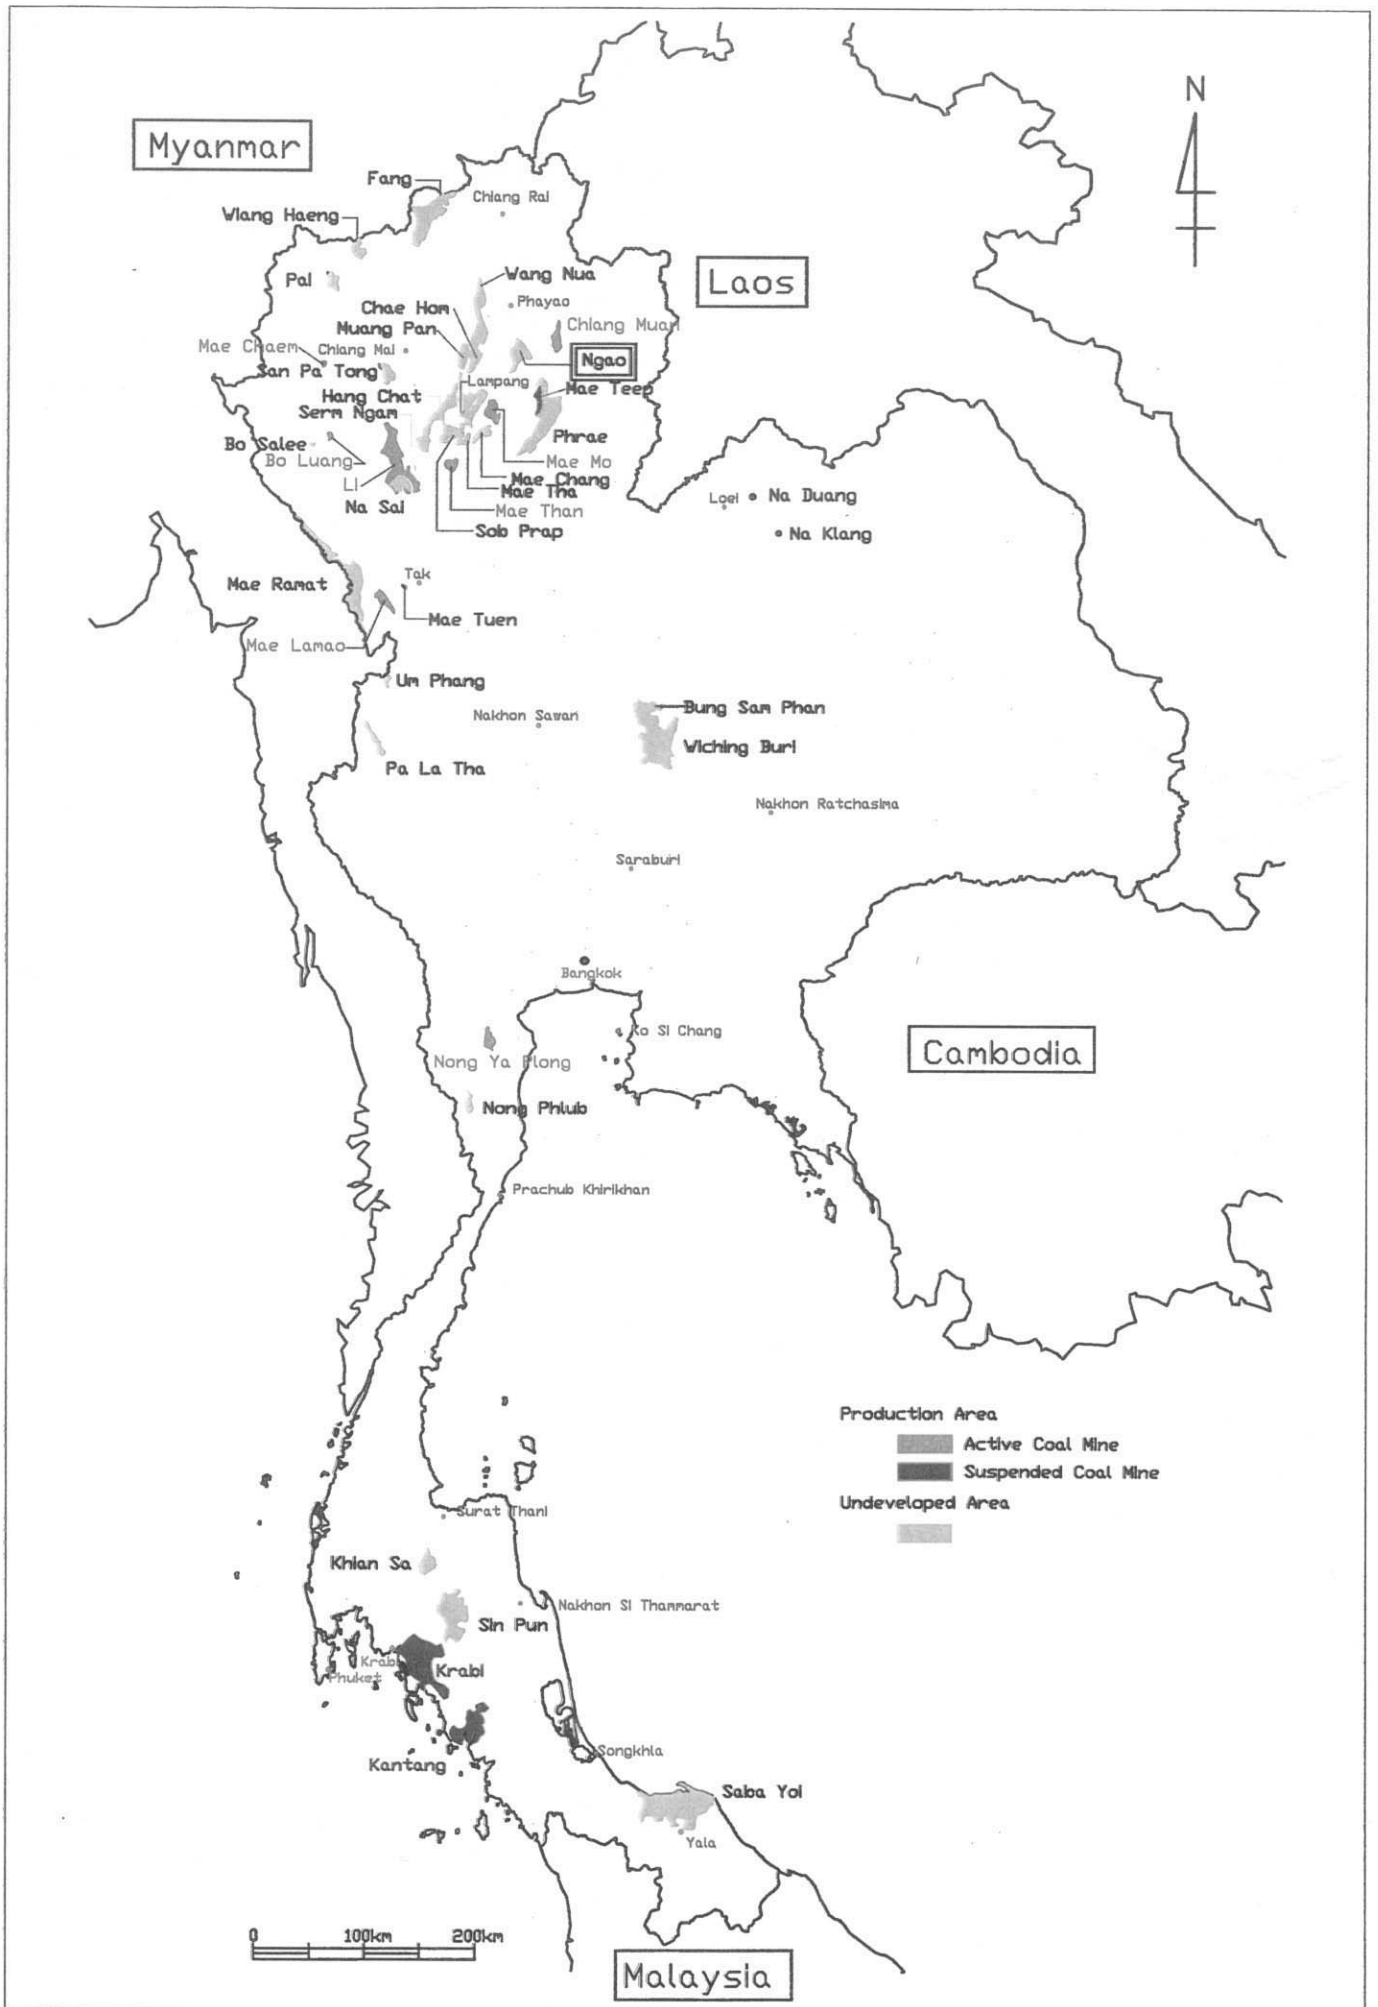 N
Myanmar
Fang
Chiang Rai
Wiang Haeng
Laos
Pai
Wang Nua
Phayao
Chae Hom
Muang Pan
Chiang Muan
Mae Chaem
Chiang Mai
Ngao
San Pa Tong
Lampang
Mae Teep
Hang Chat
Serm Ngam
Phrae
Bo Salee
Bo Luang
Mae Mo
Li
Mae Chang
Mae Tha
Na Sai
Mae Than
Sob Prap
Loei
Na Duang
Na Klang
Mae Ramat
Tak
Mae Tuen
Mae Lamao
Um Phang
Nakhon Sawan
Bung Sam Phan
Wiching Buri
Pa La Tha
Nakhon Ratchasima
Saraburi
Bangkok
Ko Si Chang
Nong Ya Plong
Cambodia
Nong Phlub
Prachub Khirikhan
Production Area
Active Coal Mine
Suspended Coal Mine
Undeveloped Area
Surat Thani
Khian Sa
Nakhon Si Thammarat
Sin Pun
Krabi
Krabi
Phuket
Songkhla
Kantang
Saba Yoi
Yala
0 100km 200km
Malaysia